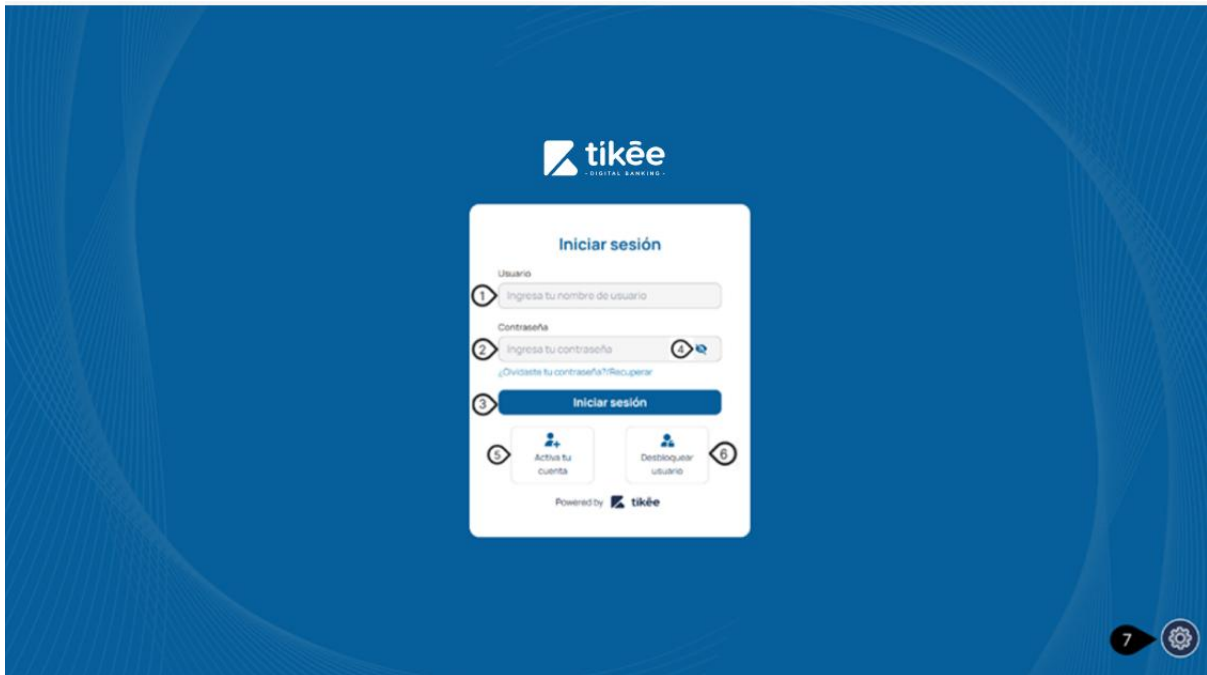 tikēe
- DIGITAL BANKING -
Iniciar sesión
Usuario
1 Ingresa tu nombre de usuario
Contraseña
2 Ingresa tu contraseña 4
¿Olvidaste tu contraseña?/Recuperar
3 Iniciar sesión
5 Activa tu cuenta
Desbloquear usuario 6
Powered by tikēe
7